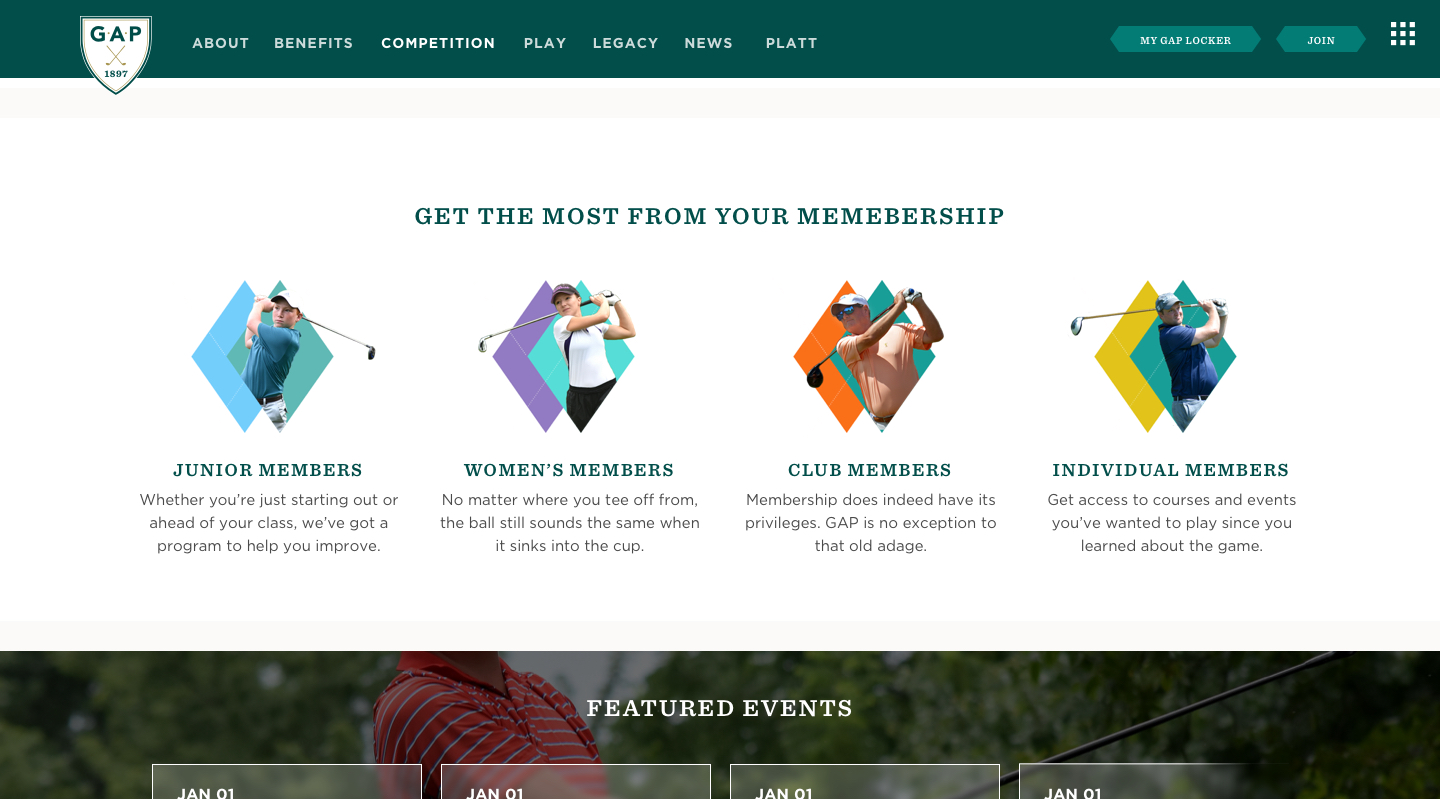 G·A·P
1897
ABOUT BENEFITS COMPETITION PLAY LEGACY NEWS PLATT
MY GAP LOCKER JOIN
GET THE MOST FROM YOUR MEMEBERSHIP
JUNIOR MEMBERS
Whether you’re just starting out or
ahead of your class, we’ve got a
program to help you improve.
WOMEN’S MEMBERS
No matter where you tee off from,
the ball still sounds the same when
it sinks into the cup.
CLUB MEMBERS
Membership does indeed have its
privileges. GAP is no exception to
that old adage.
INDIVIDUAL MEMBERS
Get access to courses and events
you’ve wanted to play since you
learned about the game.
FEATURED EVENTS
JAN 01 JAN 01 JAN 01 JAN 01